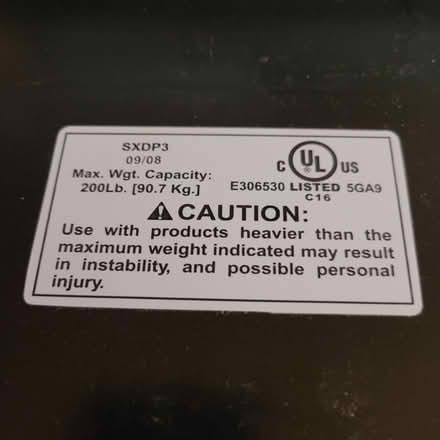 SXDP3
09/08
Max. Wgt. Capacity:
200Lb. [90.7 Kg.]
C UL US
E306530 LISTED 5GA9
C16
⚠CAUTION:
Use with products heavier than the
maximum weight indicated may result
in instability, and possible personal
injury.